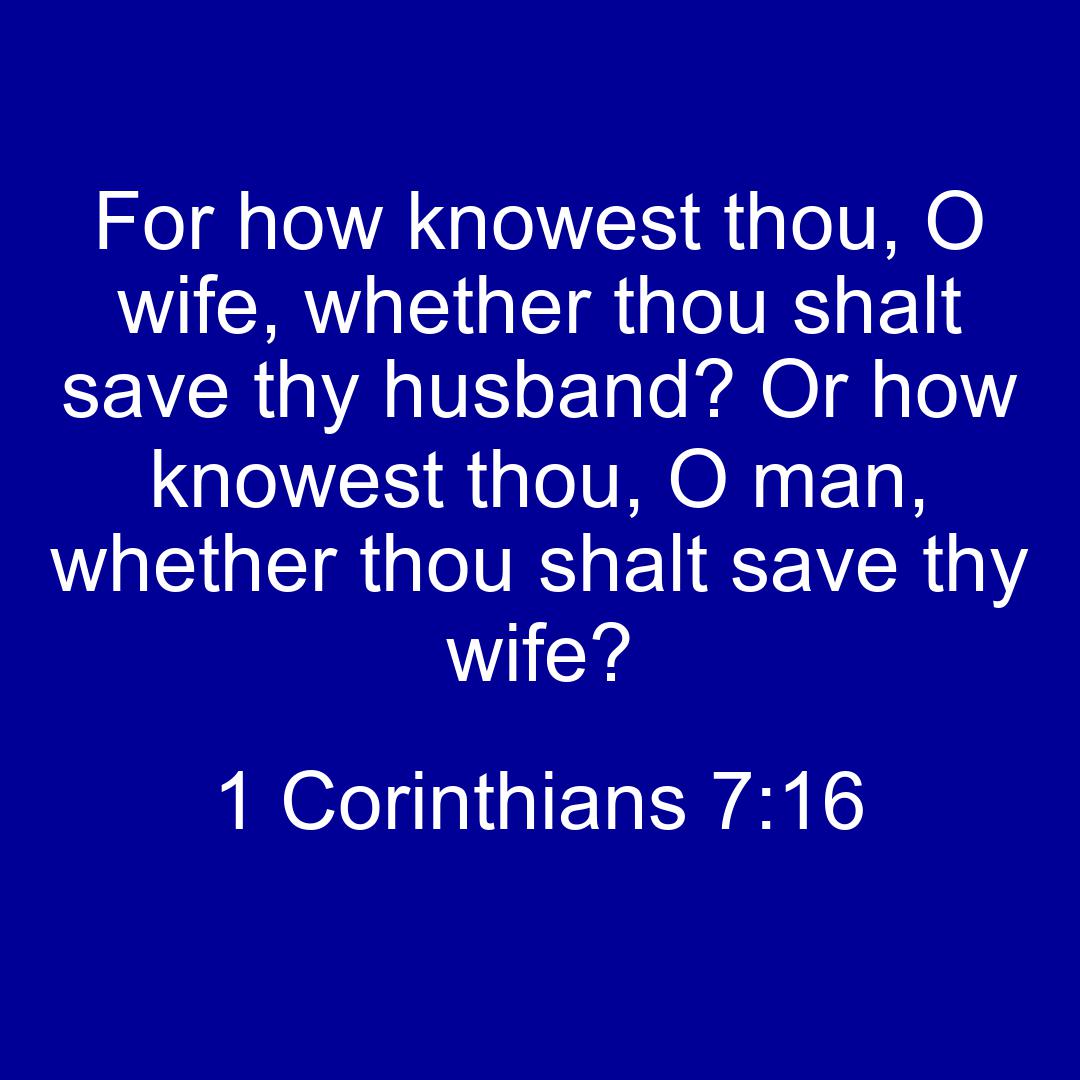 For how knowest thou, O
wife, whether thou shalt
save thy husband? Or how
knowest thou, O man,
whether thou shalt save thy
wife?
1 Corinthians 7:16